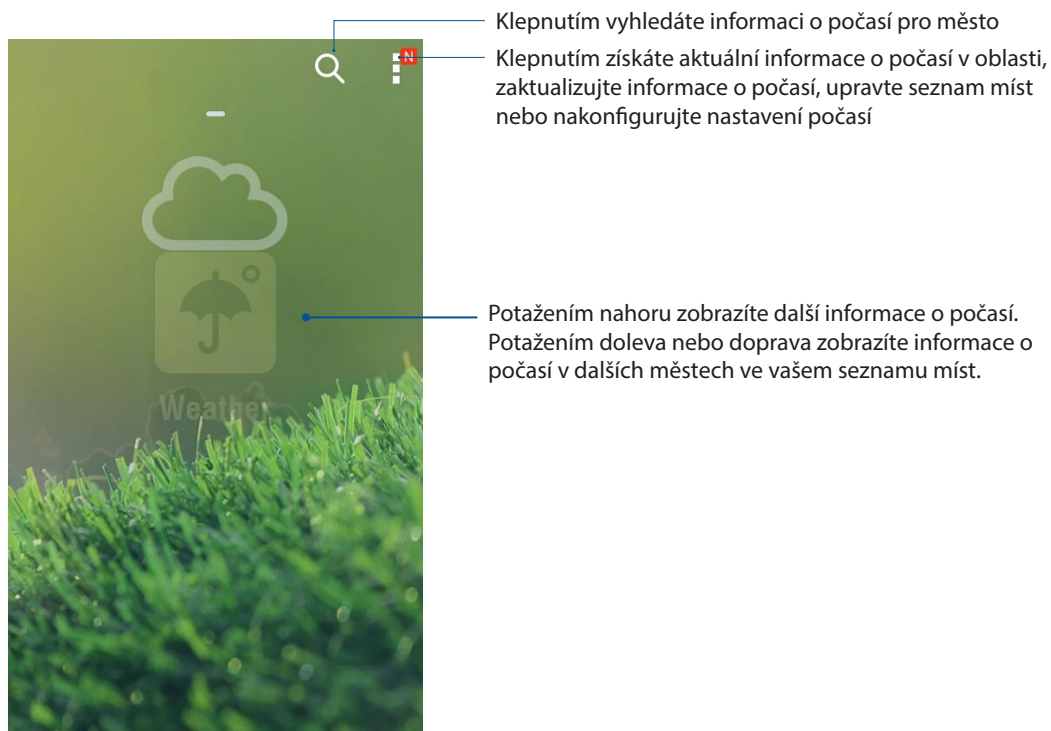 Klepnutím vyhledáte informaci o počasí pro město
N
Klepnutím získáte aktuální informace o počasí v oblasti,
zaktualizujte informace o počasí, upravte seznam míst
nebo nakonfigurujte nastavení počasí
Potažením nahoru zobrazíte další informace o počasí.
Potažením doleva nebo doprava zobrazíte informace o
počasí v dalších městech ve vašem seznamu míst.
Weather